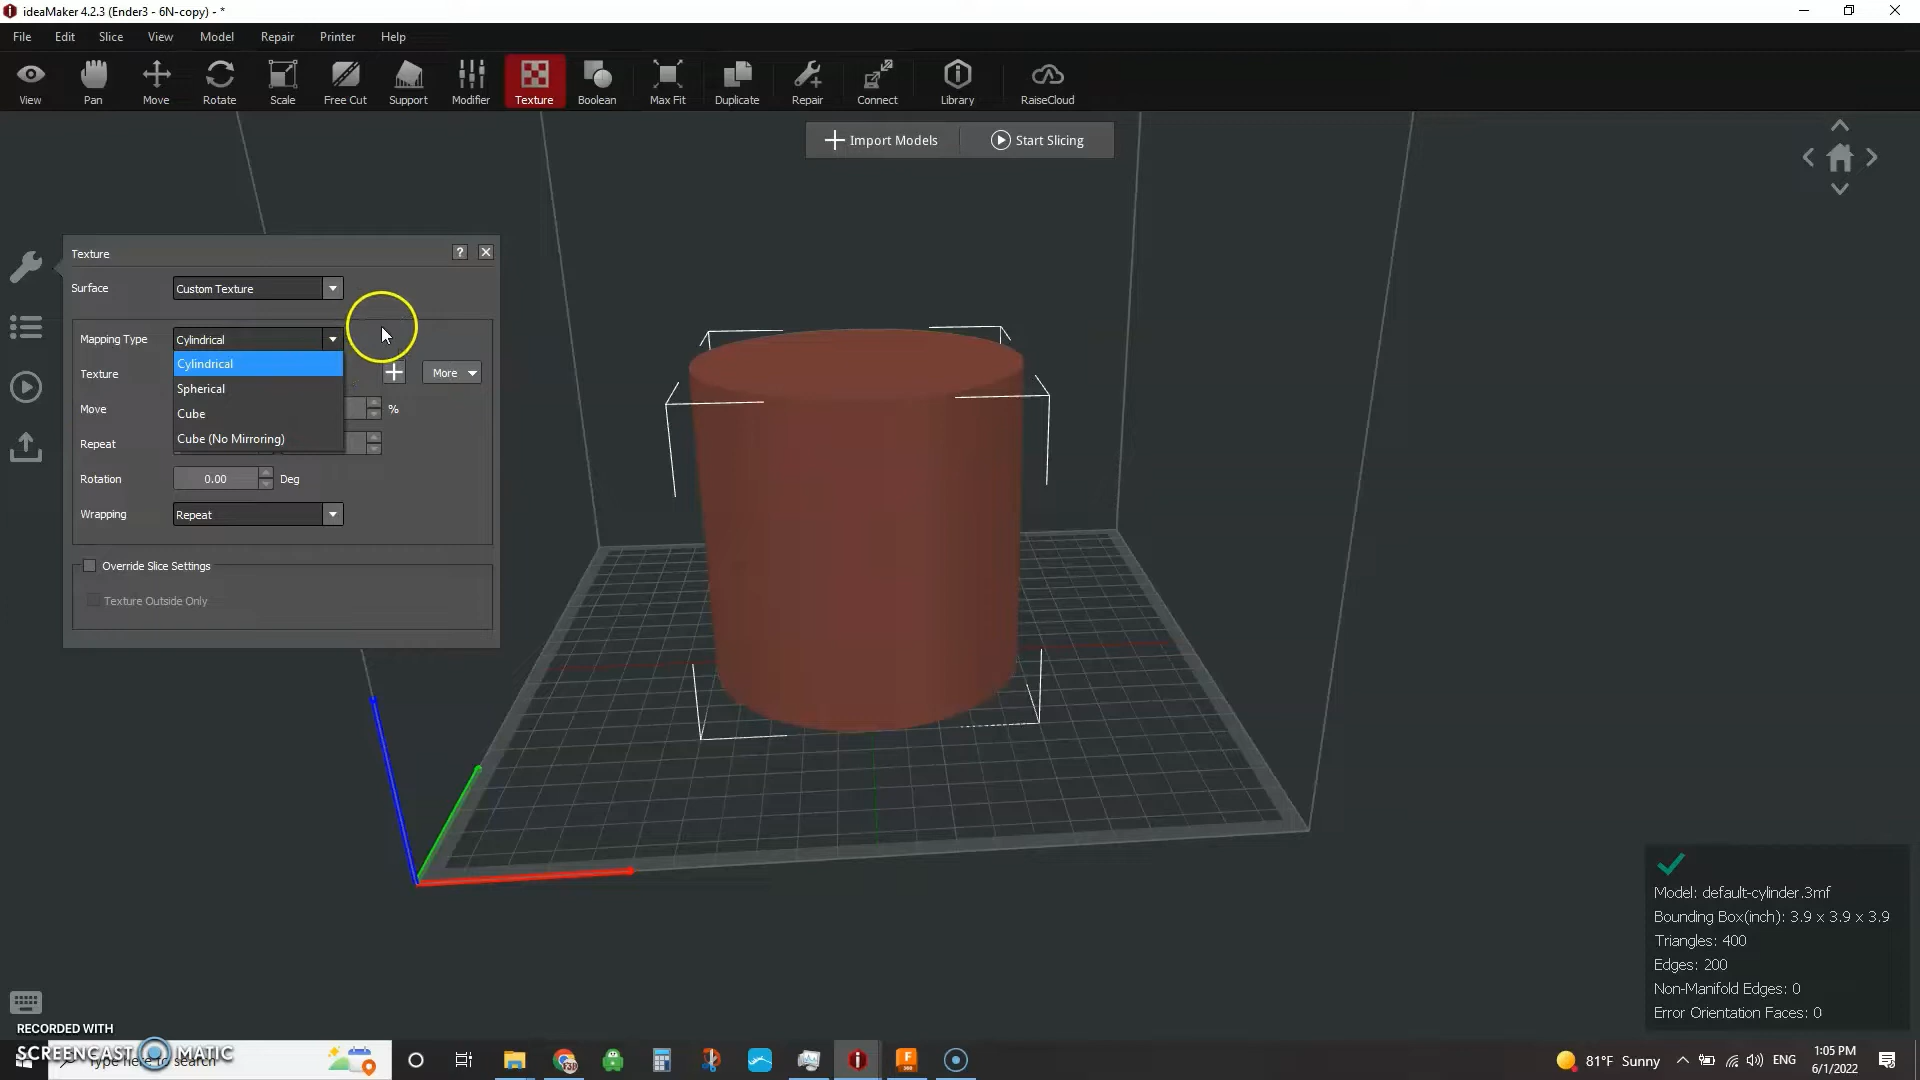 ideaMaker 4.2.3 (Ender3 - 6N-copy) - *
File Edit Slice View Model Repair Printer Help
View Pan Move Rotate Scale Free Cut Support Modifier Texture Boolean Max Fit Duplicate Repair Connect Library RaiseCloud
Import Models Start Slicing
Texture ?
Surface Custom Texture
Mapping Type Cylindrical
Cylindrical
Texture More
Spherical
Move %
Cube
Repeat
Cube (No Mirroring)
Rotation 0.00 Deg
Wrapping Repeat
Override Slice Settings
Texture Outside Only
Model: default-cylinder.3mf
Bounding Box(inch): 3.9 x 3.9 x 3.9
Triangles: 400
Edges: 200
Non-Manifold Edges: 0
Error Orientation Faces: 0
RECORDED WITH
SCREENCAST MATIC
Type here to search
81°F Sunny ENG 1:05 PM
6/1/2022